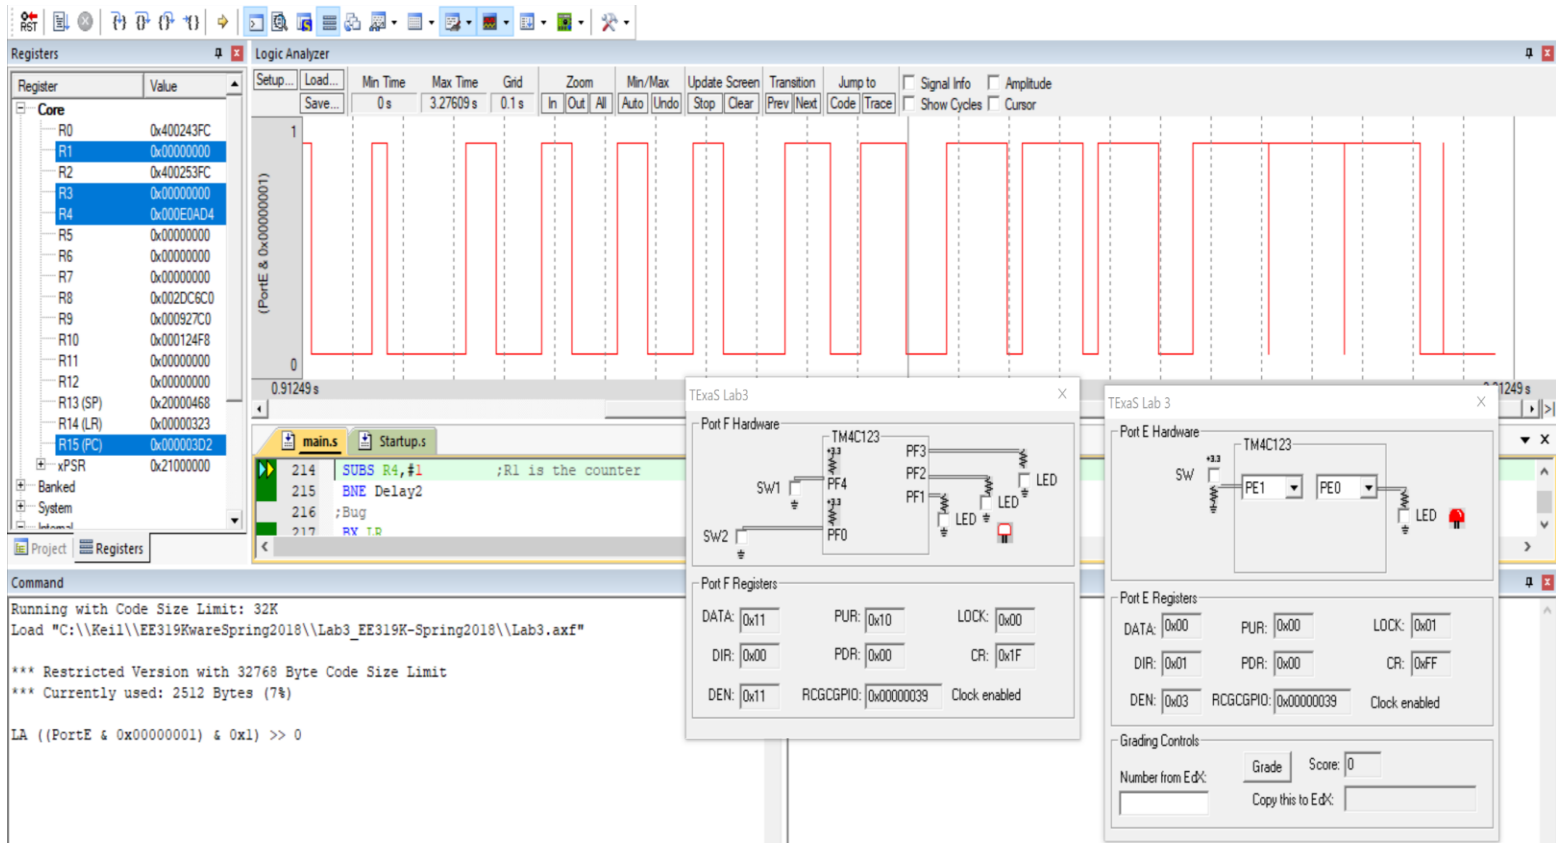 RST
Registers
Logic Analyzer
Register Value
Core
R0 0x400243FC
R1 0x00000000
R2 0x400253FC
R3 0x00000000
R4 0x000E0AD4
R5 0x00000000
R6 0x00000000
R7 0x00000000
R8 0x002DC6C0
R9 0x000927C0
R10 0x000124F8
R11 0x00000000
R12 0x00000000
R13 (SP) 0x20000468
R14 (LR) 0x00000323
R15 (PC) 0x000003D2
xPSR 0x21000000
Banked
System
Internal
Project Registers
Setup... Load... Min Time Max Time Grid Zoom Min/Max Update Screen Transition Jump to Signal Info Amplitude
Save... 0 s 3.27609 s 0.1 s In Out All Auto Undo Stop Clear Prev Next Code Trace Show Cycles Cursor
1
(PortE & 0x00000001)
0
0.91249 s
1249 s
main.s Startup.s
214 SUBS R4,#1 ;R1 is the counter
215 BNE Delay2
216 ;Bug
217 BX LR
TExaS Lab3 X
Port F Hardware
TM4C123
+3.3
PF3
PF4
PF2
LED
SW1
+3.3
PF1
LED
LED
SW2
PF0
Port F Registers
DATA: 0x11 PUR: 0x10 LOCK: 0x00
DIR: 0x00 PDR: 0x00 CR: 0x1F
DEN: 0x11 RCGCGPIO: 0x00000039 Clock enabled
TExaS Lab 3 X
Port E Hardware
TM4C123
+3.3
SW
PE1 PE0
LED
Port E Registers
DATA: 0x00 PUR: 0x00 LOCK: 0x01
DIR: 0x01 PDR: 0x00 CR: 0xFF
DEN: 0x03 RCGCGPIO: 0x00000039 Clock enabled
Grading Controls
Number from EdX: Grade Score: 0
Copy this to EdX:
Command
Running with Code Size Limit: 32K
Load "C:\\Keil\\EE319KwareSpring2018\\Lab3_EE319K-Spring2018\\Lab3.axf"
*** Restricted Version with 32768 Byte Code Size Limit
*** Currently used: 2512 Bytes (7%)
LA ((PortE & 0x00000001) & 0x1) >> 0